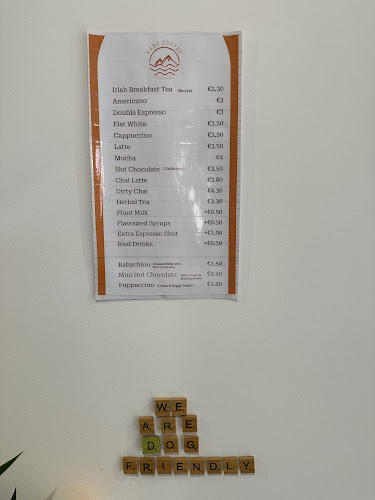 KABO COFFEE
Irish Breakfast Tea (Barrys) €2.30
Americano €3
Double Espresso €3
Flat White €3.50
Cappuccino €3.50
Latte €3.50
Mocha €4
Hot Chocolate €3.50
Chai Latte €3.80
Dirty Chai €4.30
Herbal Tea €3.30
Plant Milk +€0.50
Flavoured Syrups +€0.50
Extra Espresso Shot +€1.00
Iced Drinks +€0.50
Babychino €1.50
Mini Hot Chocolate €2.50
Puppaccino €1.50
WE
ARE
DOG
FRIENDLY